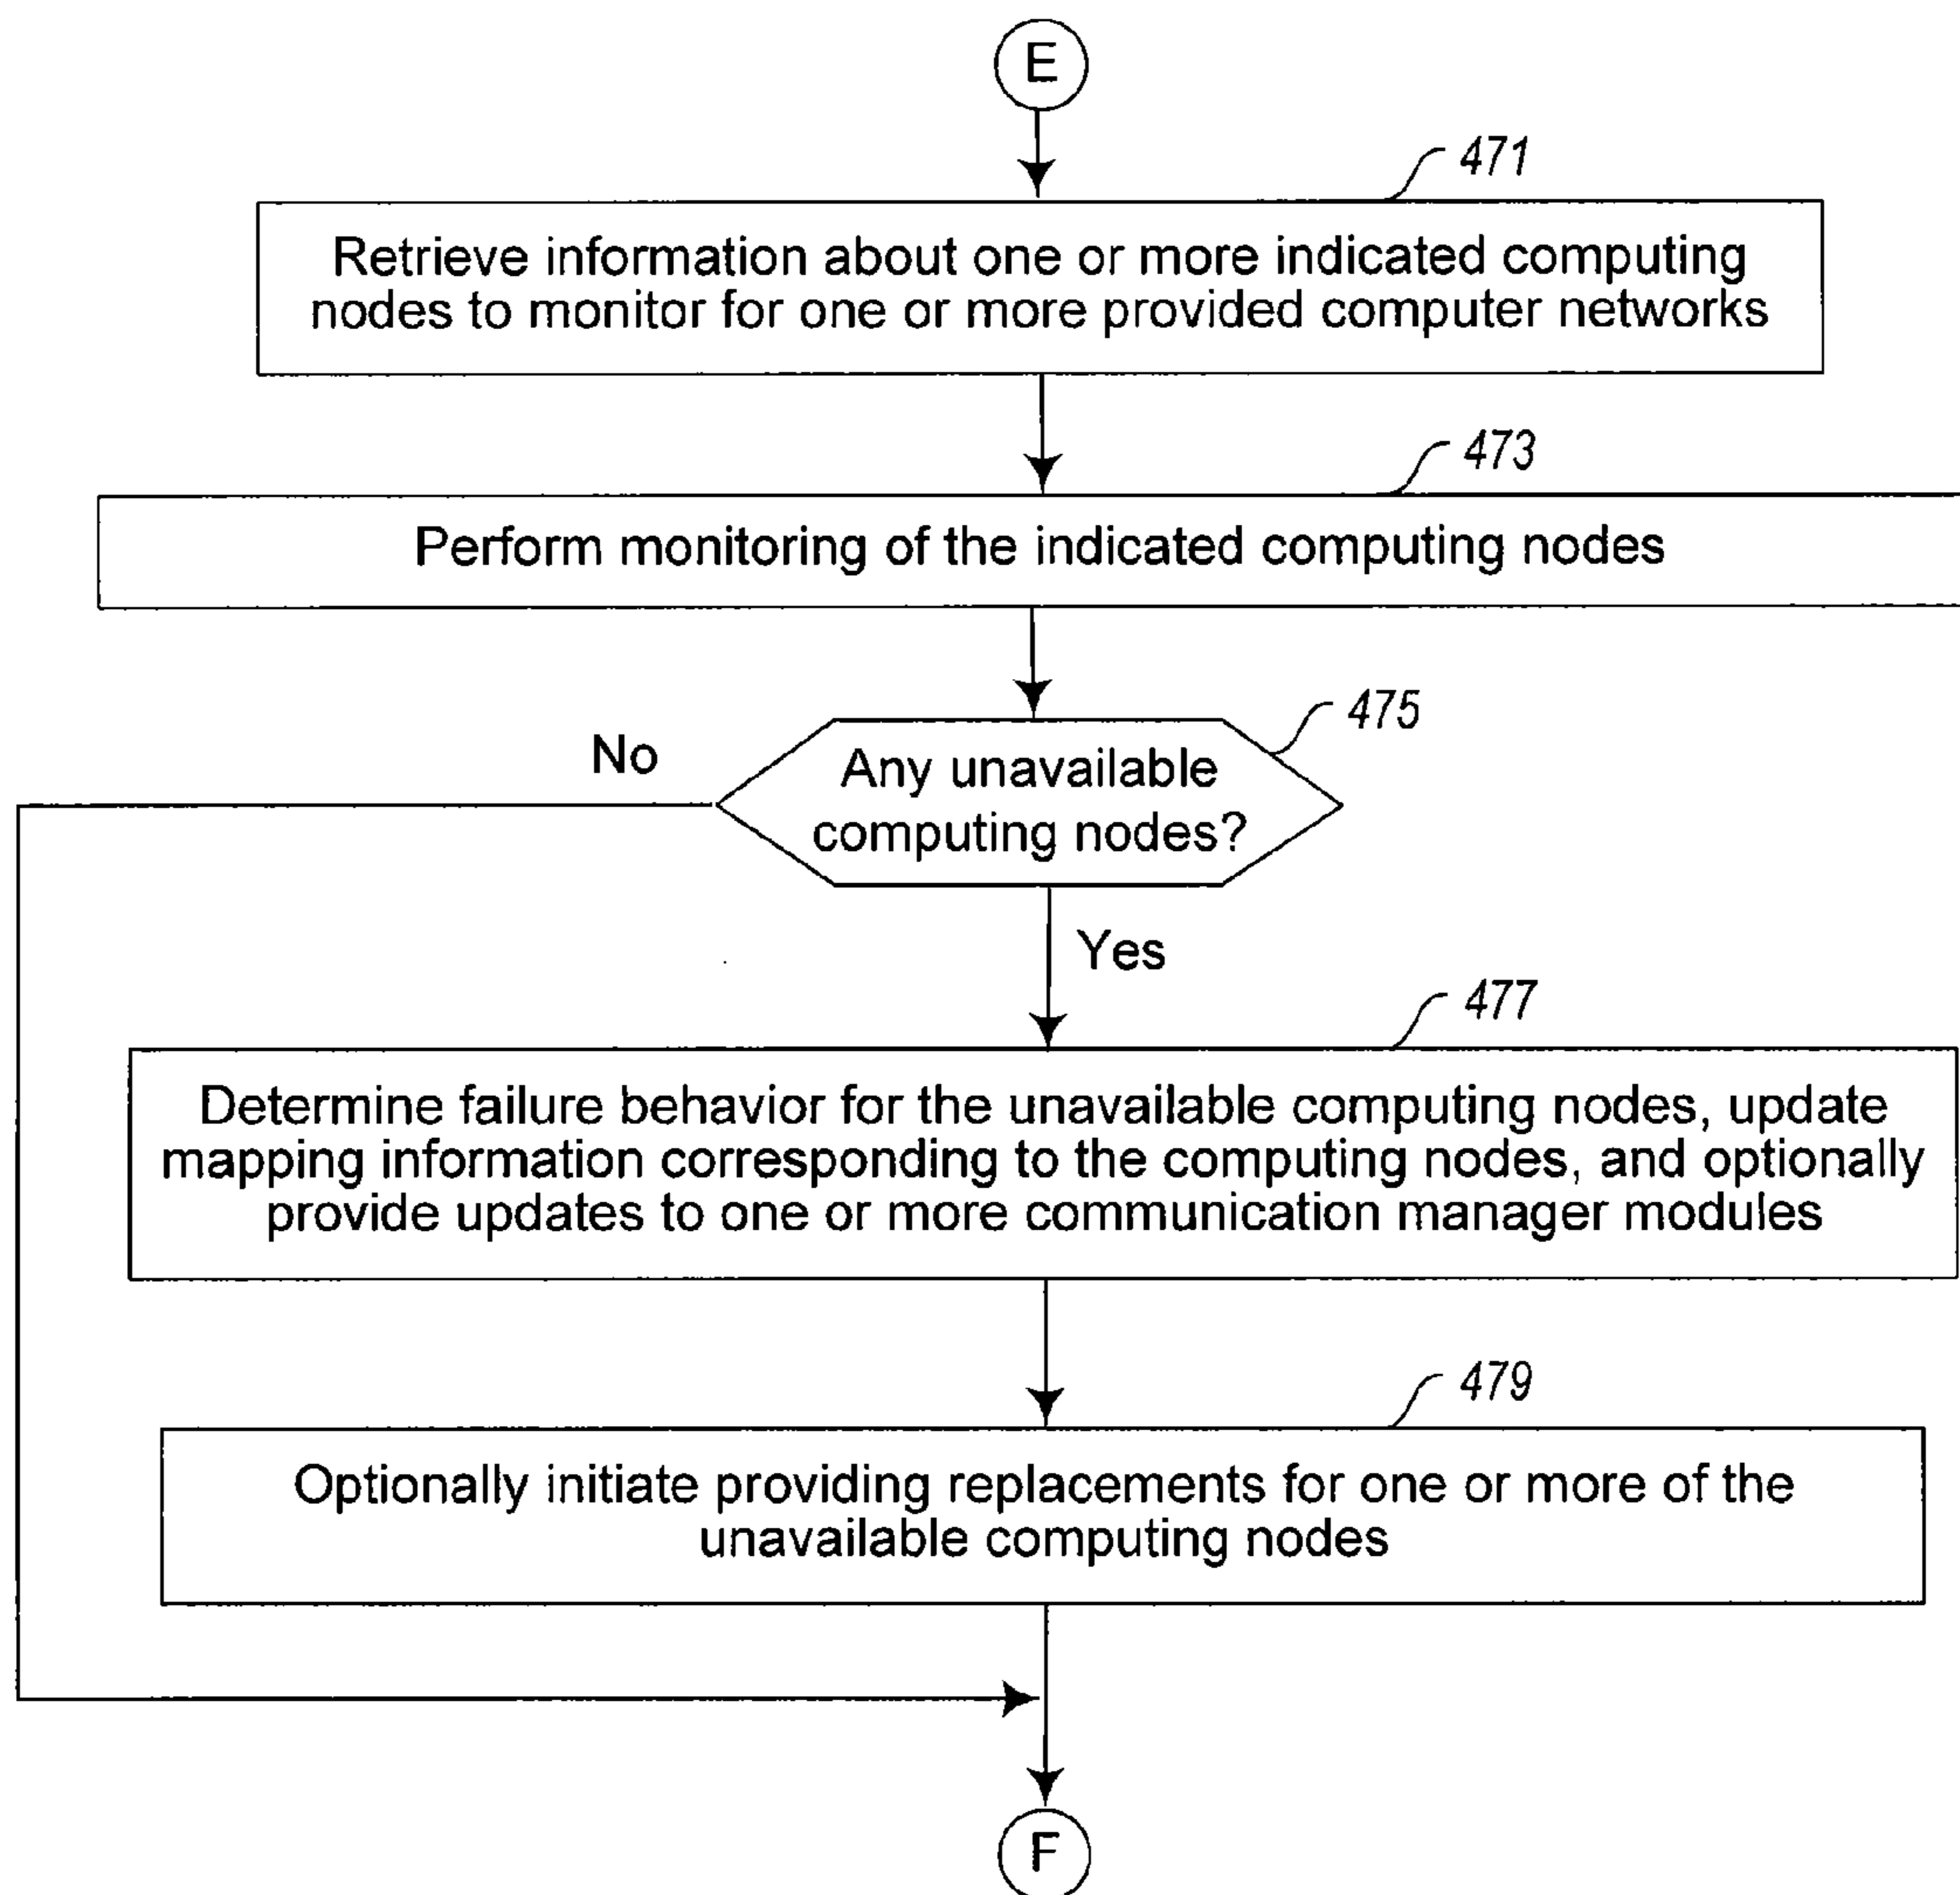 E
471
Retrieve information about one or more indicated computing
nodes to monitor for one or more provided computer networks
473
Perform monitoring of the indicated computing nodes
475
No
Any unavailable
computing nodes?
Yes
477
Determine failure behavior for the unavailable computing nodes, update
mapping information corresponding to the computing nodes, and optionally
provide updates to one or more communication manager modules
479
Optionally initiate providing replacements for one or more of the
unavailable computing nodes
F